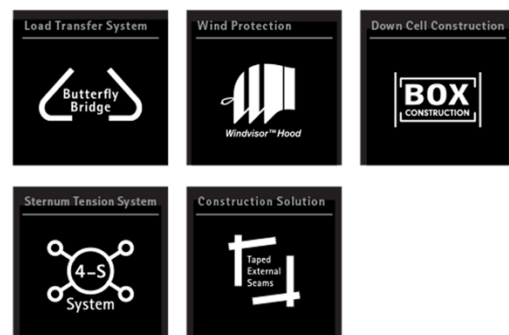 Load Transfer System
Butterfly
Bridge
Wind Protection
Windvisor™ Hood
Down Cell Construction
BOX
CONSTRUCTION
Sternum Tension System
4-S
System
Construction Solution
Taped
External
Seams